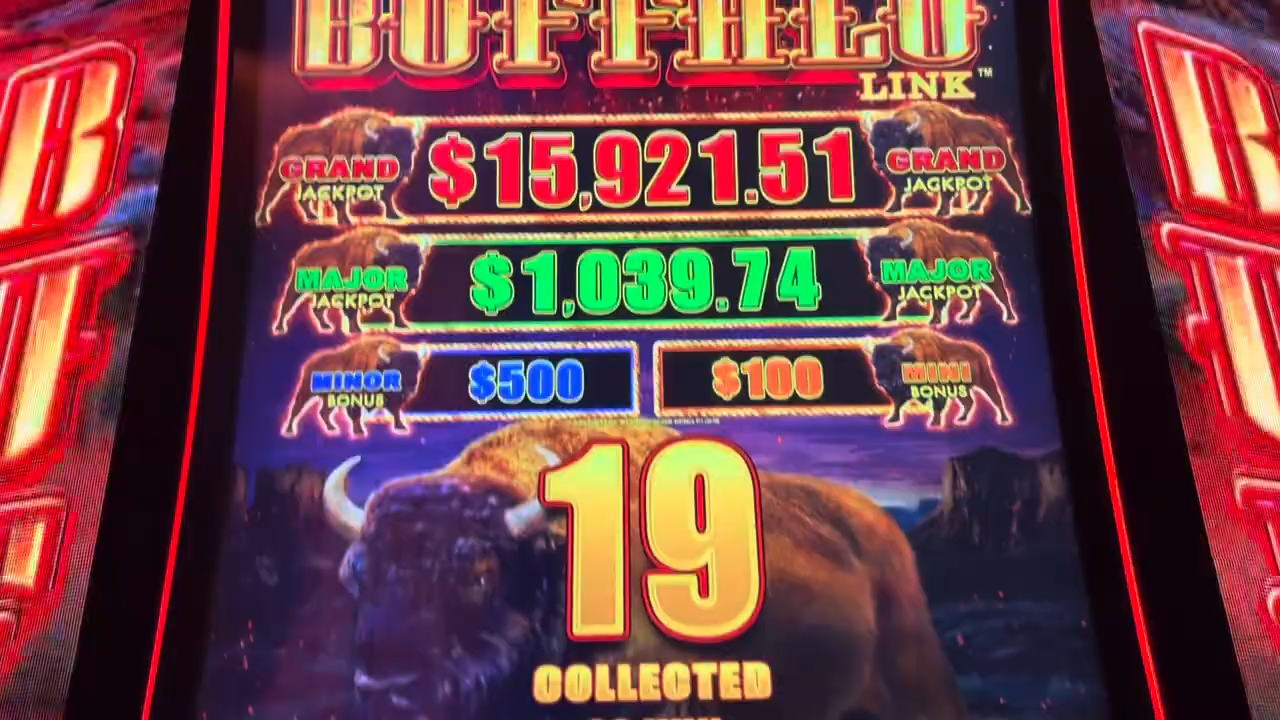 BUFFALO
LINK™
GRAND JACKPOT $15,921.51 GRAND JACKPOT
MAJOR JACKPOT $1,039.74 MAJOR JACKPOT
MINOR BONUS $500 $100 MINI BONUS
19
COLLECTED